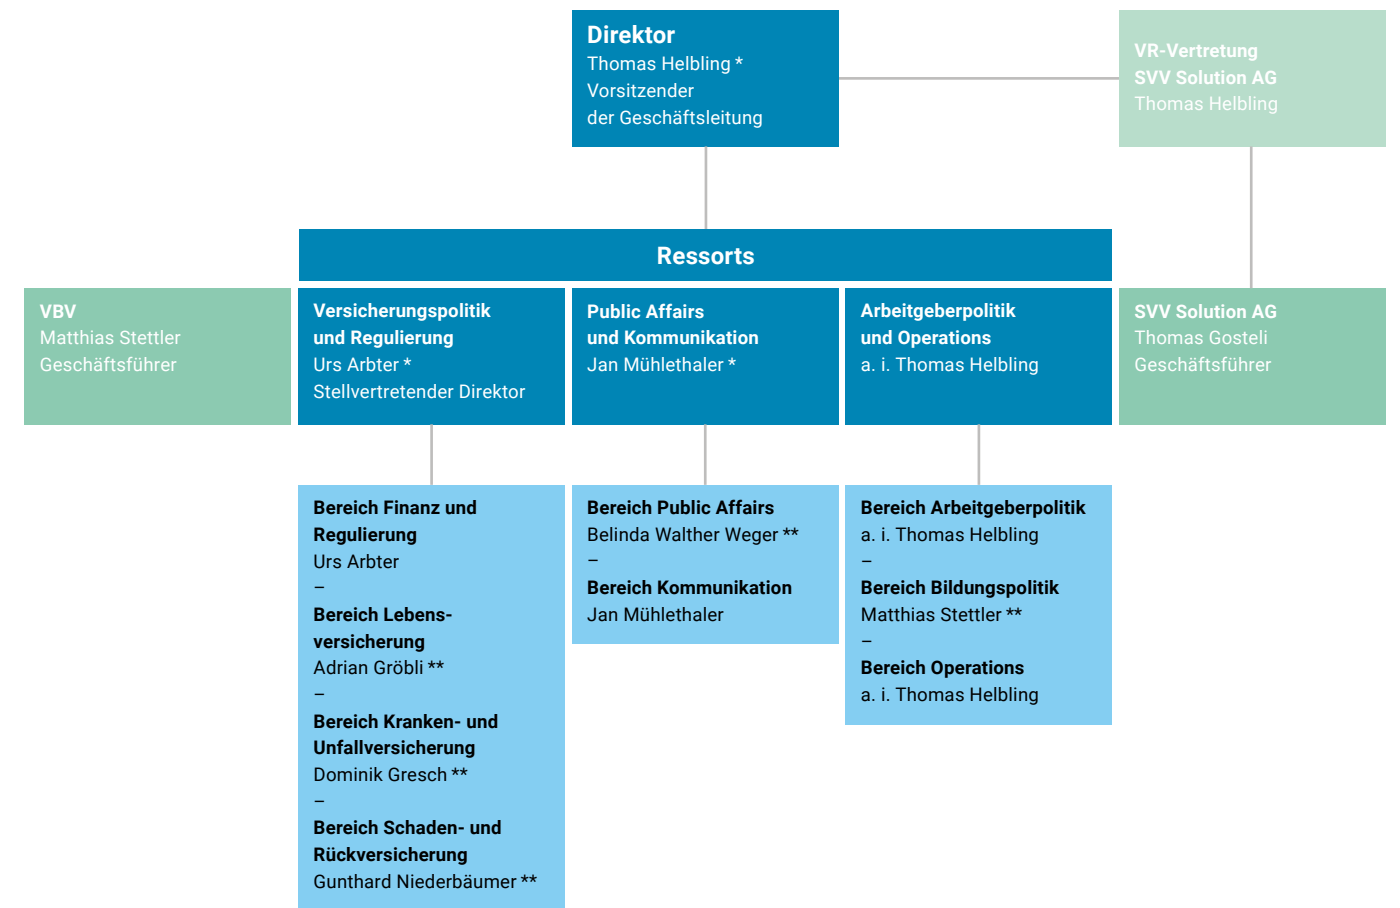 Direktor
Thomas Helbling *
Vorsitzender
der Geschäftsleitung
VR-Vertretung
SVV Solution AG
Thomas Helbling
Ressorts
VBV
Matthias Stettler
Geschäftsführer
Versicherungspolitik
und Regulierung
Urs Arbter *
Stellvertretender Direktor
Public Affairs
und Kommunikation
Jan Mühlethaler *
Arbeitgeberpolitik
und Operations
a. i. Thomas Helbling
SVV Solution AG
Thomas Gosteli
Geschäftsführer
Bereich Finanz und
Regulierung
Urs Arbter
–
Bereich Lebens-
versicherung
Adrian Gröbli **
–
Bereich Kranken- und
Unfallversicherung
Dominik Gresch **
–
Bereich Schaden- und
Rückversicherung
Gunthard Niederbäumer **
Bereich Public Affairs
Belinda Walther Weger **
–
Bereich Kommunikation
Jan Mühlethaler
Bereich Arbeitgeberpolitik
a. i. Thomas Helbling
–
Bereich Bildungspolitik
Matthias Stettler **
–
Bereich Operations
a. i. Thomas Helbling